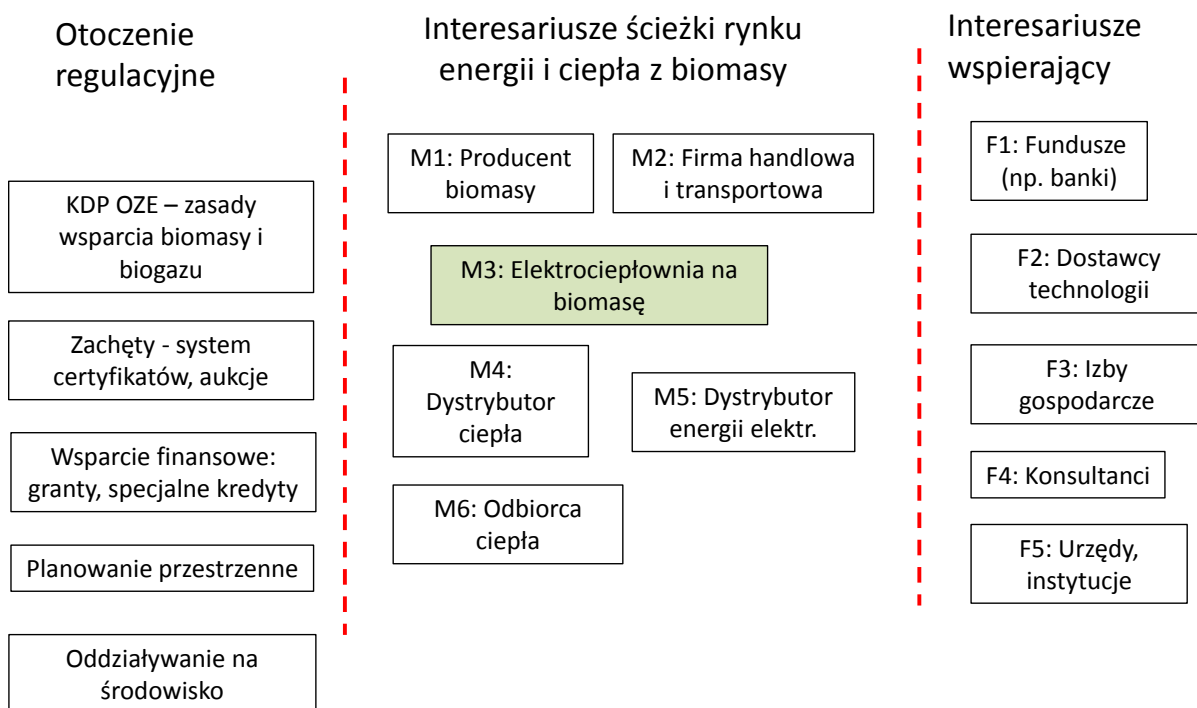 Otoczenie
regulacyjne
KDP OZE – zasady
wsparcia biomasy i
biogazu
Zachęty - system
certyfikatów, aukcje
Wsparcie finansowe:
granty, specjalne kredyty
Planowanie przestrzenne
Oddziaływanie na
środowisko
Interesariusze ścieżki rynku
energii i ciepła z biomasy
M1: Producent
biomasy
M2: Firma handlowa
i transportowa
M3: Elektrociepłownia na
biomasę
M4:
Dystrybutor
ciepła
M5: Dystrybutor
energii elektr.
M6: Odbiorca
ciepła
Interesariusze
wspierający
F1: Fundusze
(np. banki)
F2: Dostawcy
technologii
F3: Izby
gospodarcze
F4: Konsultanci
F5: Urzędy,
instytucje